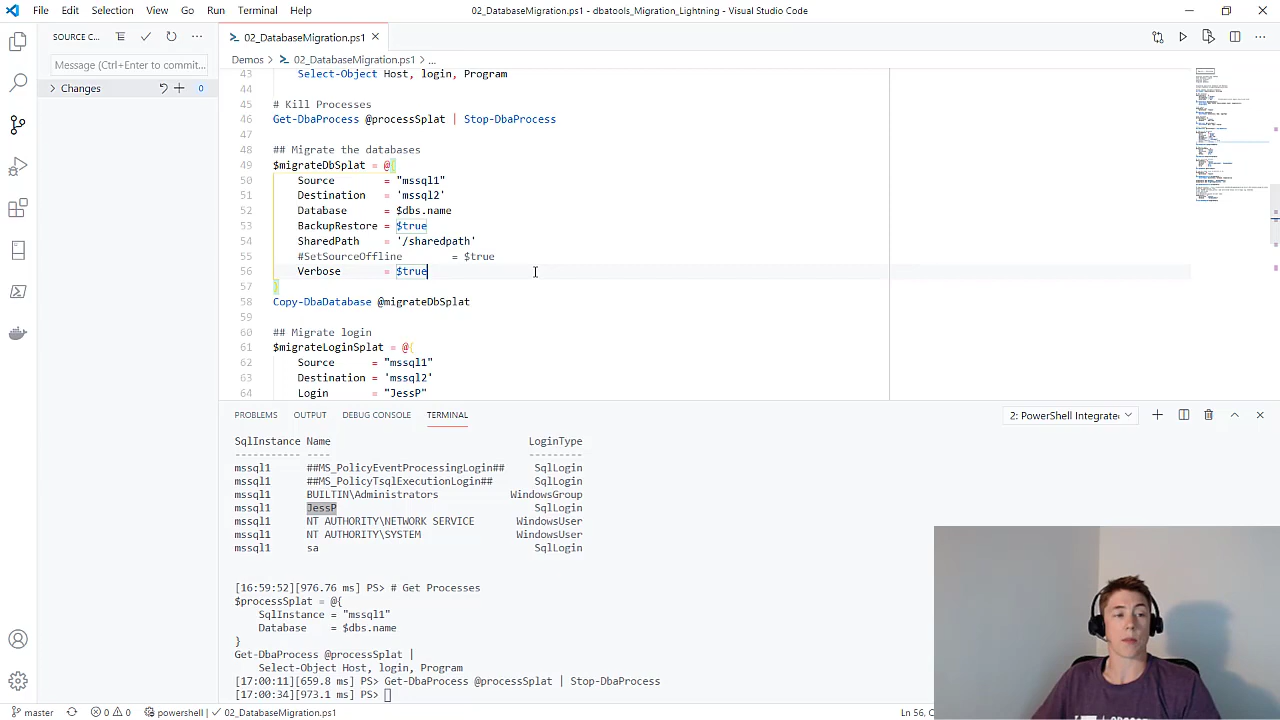 File Edit Selection View Go Run Terminal Help
02_DatabaseMigration.ps1 - dbatools_Migration_Lightning - Visual Studio Code
SOURCE C...
02_DatabaseMigration.ps1
Message (Ctrl+Enter to commit...
Changes 0
Demos > 02_DatabaseMigration.ps1 > ...
43 Select-Object Host, login, Program
44
45 # Kill Processes
46 Get-DbaProcess @processSplat | Stop-DbaProcess
47
48 ## Migrate the databases
49 $migrateDbSplat = @{
50 Source = "mssql1"
51 Destination = 'mssql2'
52 Database = $dbs.name
53 BackupRestore = $true
54 SharedPath = '/sharedpath'
55 #SetSourceOffline = $true
56 Verbose = $true
57 }
58 Copy-DbaDatabase @migrateDbSplat
59
60 ## Migrate login
61 $migrateLoginSplat = @{
62 Source = "mssql1"
63 Destination = 'mssql2'
64 Login = "JessP"
PROBLEMS OUTPUT DEBUG CONSOLE TERMINAL
2: PowerShell Integrate
SqlInstance Name LoginType
----------- ---- ---------
mssql1 ##MS_PolicyEventProcessingLogin## SqlLogin
mssql1 ##MS_PolicyTsqlExecutionLogin## SqlLogin
mssql1 BUILTIN\Administrators WindowsGroup
mssql1 JessP SqlLogin
mssql1 NT AUTHORITY\NETWORK SERVICE WindowsUser
mssql1 NT AUTHORITY\SYSTEM WindowsUser
mssql1 sa SqlLogin
[16:59:52][976.76 ms] PS> # Get Processes
$processSplat = @{
SqlInstance = "mssql1"
Database = $dbs.name
}
Get-DbaProcess @processSplat |
Select-Object Host, login, Program
[17:00:11][659.8 ms] PS> Get-DbaProcess @processSplat | Stop-DbaProcess
[17:00:34][973.1 ms] PS>
master 0 0 powershell 02_DatabaseMigration.ps1
Ln 56,